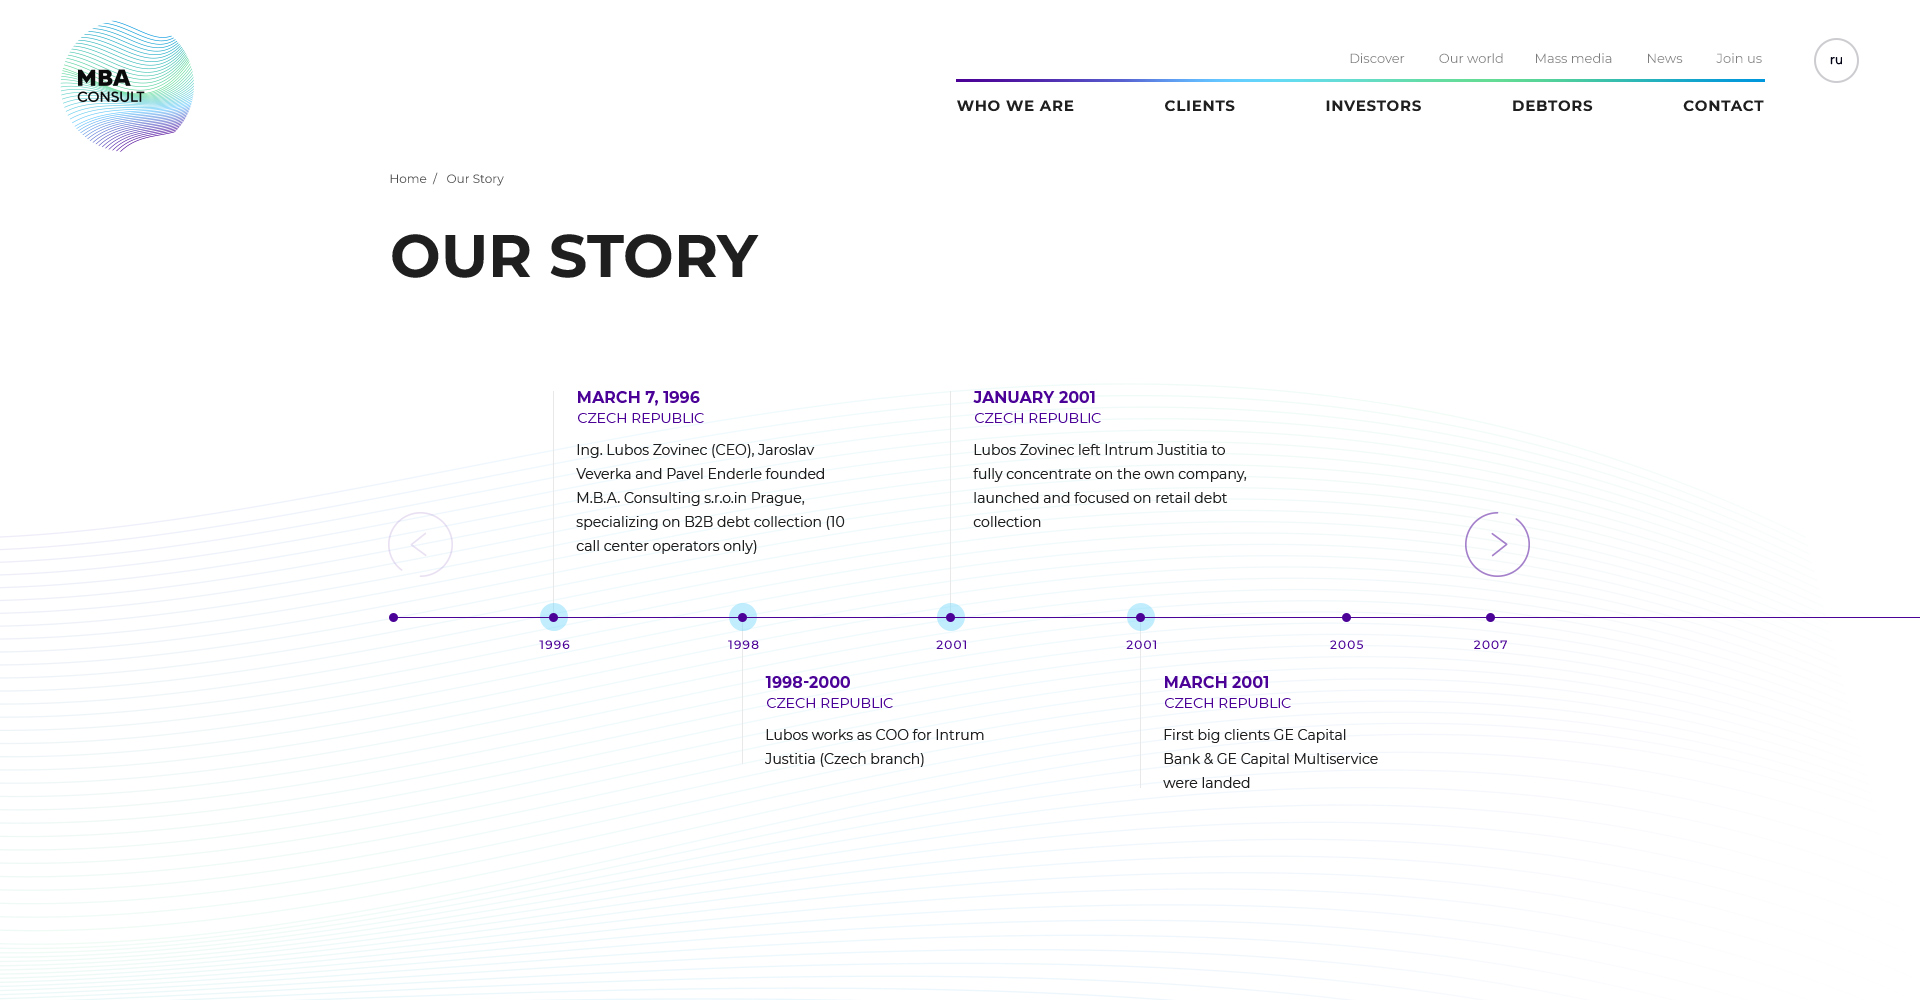 MBA
CONSULT
Discover
Our world
Mass media
News
Join us
ru
WHO WE ARE
CLIENTS
INVESTORS
DEBTORS
CONTACT
Home / Our Story
OUR STORY
MARCH 7, 1996
CZECH REPUBLIC
Ing. Lubos Zovinec (CEO), Jaroslav
Veverka and Pavel Enderle founded
M.B.A. Consulting s.r.o.in Prague,
specializing on B2B debt collection (10
call center operators only)
JANUARY 2001
CZECH REPUBLIC
Lubos Zovinec left Intrum Justitia to
fully concentrate on the own company,
launched and focused on retail debt
collection
1996
1998
2001
2001
2005
2007
1998-2000
CZECH REPUBLIC
Lubos works as COO for Intrum
Justitia (Czech branch)
MARCH 2001
CZECH REPUBLIC
First big clients GE Capital
Bank & GE Capital Multiservice
were landed